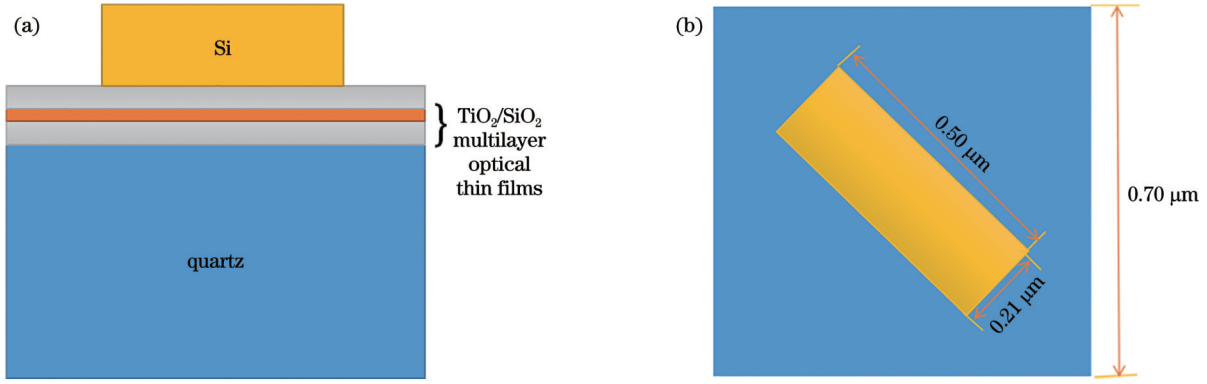 (a)
Si
TiO₂/SiO₂
multilayer
optical
thin films
quartz
(b)
0.50 μm
0.21 μm
0.70 μm